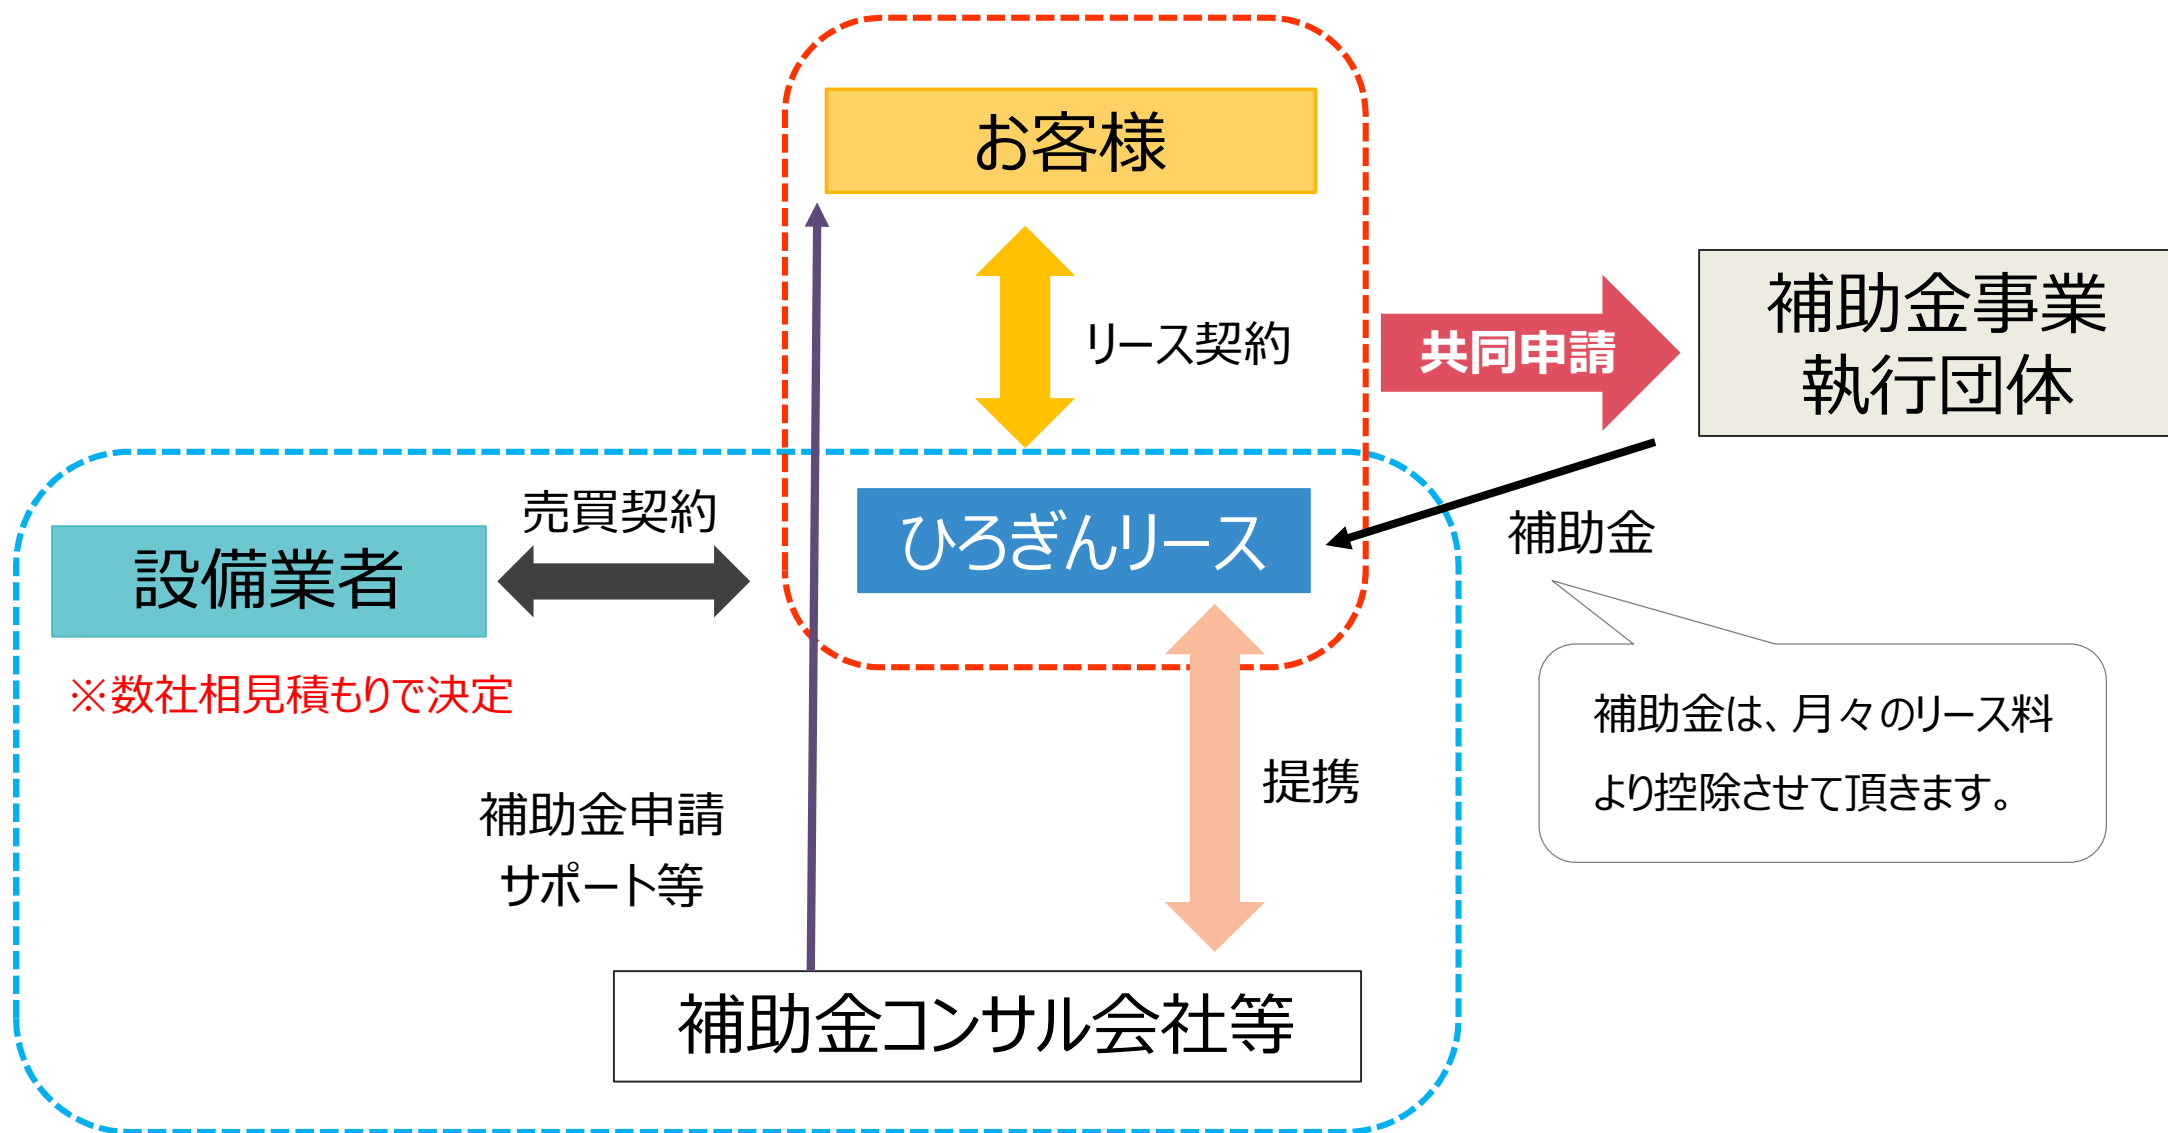 お客様
リース契約
共同申請
補助金事業
執行団体
売買契約
設備業者
ひろぎんリース
補助金
※数社相見積もりで決定
補助金は、月々のリース料
より控除させて頂きます。
提携
補助金申請
サポート等
補助金コンサル会社等